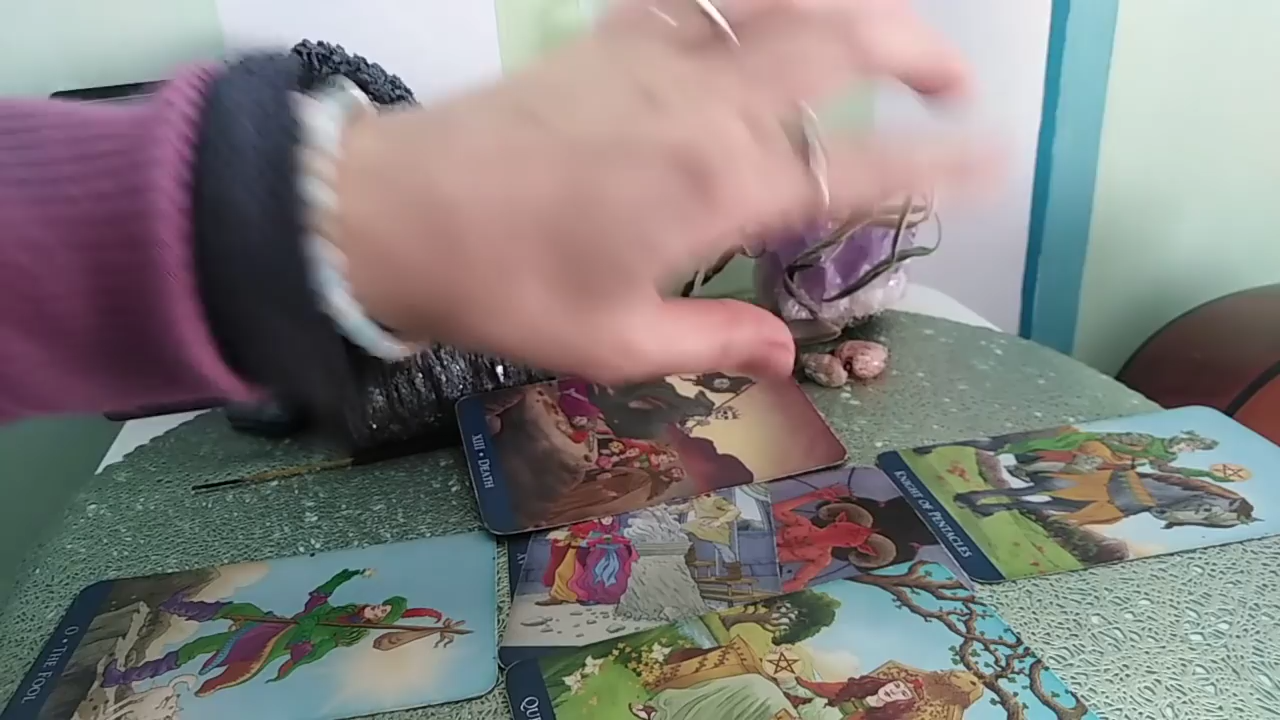 XIII • DEATH
KNIGHT OF PENTACLES
0 • THE FOOL